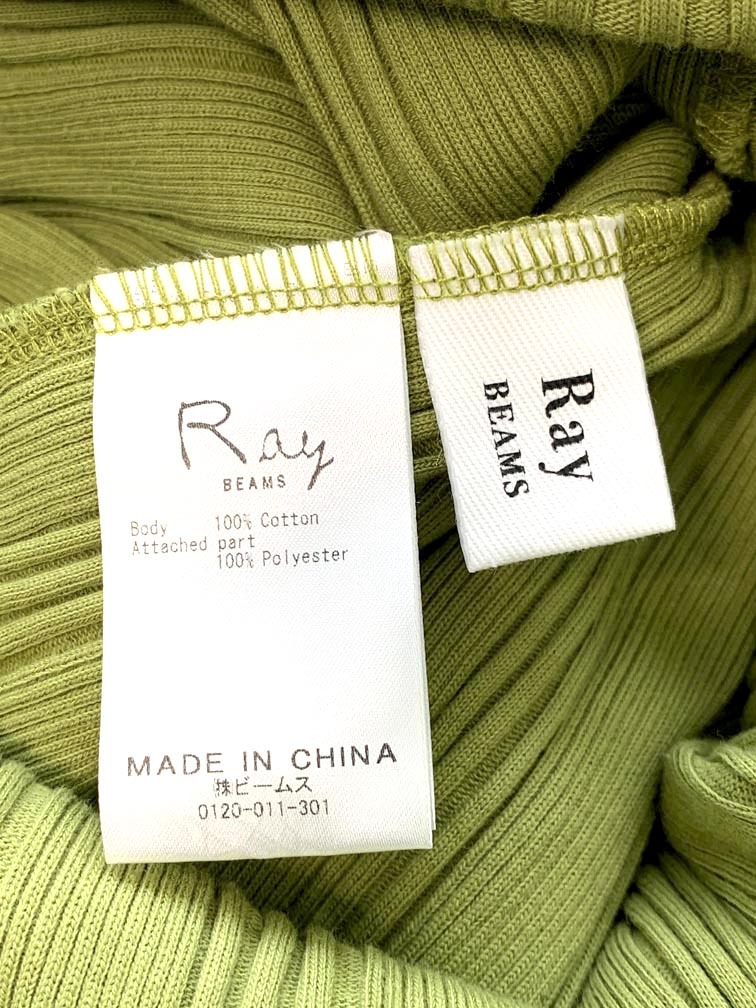 Ray
BEAMS
Body 100% Cotton
Attached part
100% Polyester
MADE IN CHINA
㈱ビームス
0120-011-301
Ray
BEAMS